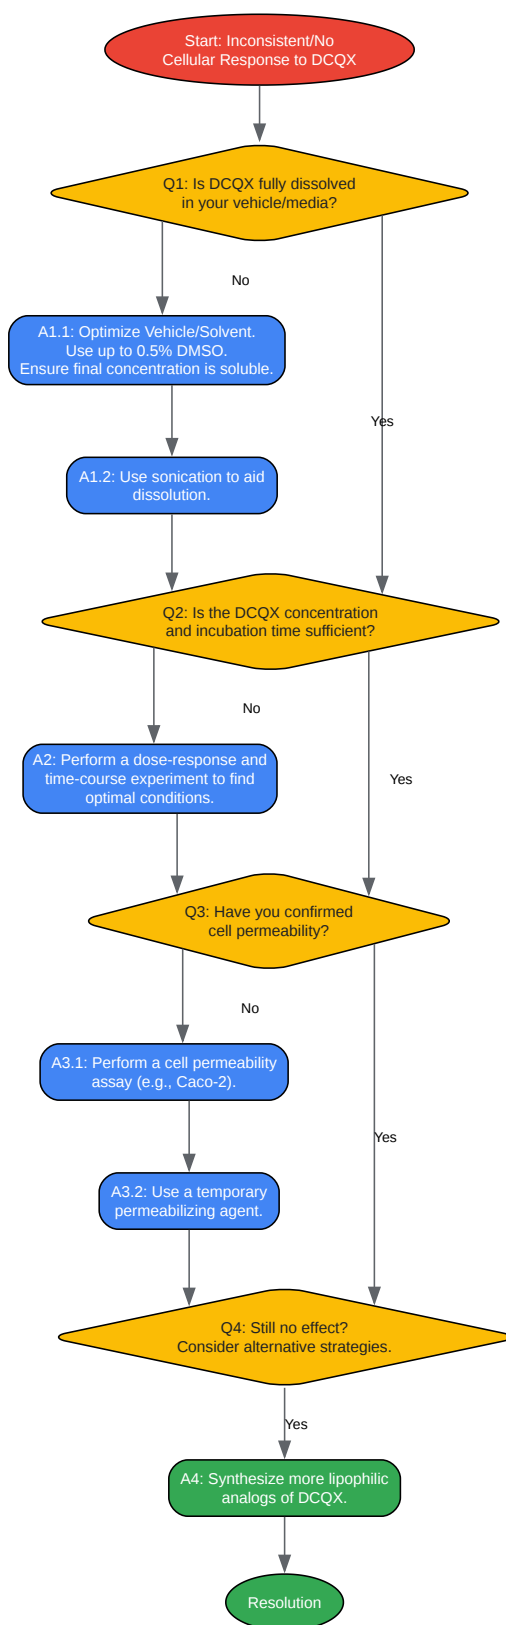 Start: Inconsistent/No
Cellular Response to DCQX
Q1: Is DCQX fully dissolved
in your vehicle/media?
No
A1.1: Optimize Vehicle/Solvent.
Use up to 0.5% DMSO.
Ensure final concentration is soluble.
Yes
A1.2: Use sonication to aid
dissolution.
Q2: Is the DCQX concentration
and incubation time sufficient?
No
A2: Perform a dose-response and
time-course experiment to find
optimal conditions.
Yes
Q3: Have you confirmed
cell permeability?
No
A3.1: Perform a cell permeability
assay (e.g., Caco-2).
Yes
A3.2: Use a temporary
permeabilizing agent.
Q4: Still no effect?
Consider alternative strategies.
Yes
A4: Synthesize more lipophilic
analogs of DCQX.
Resolution